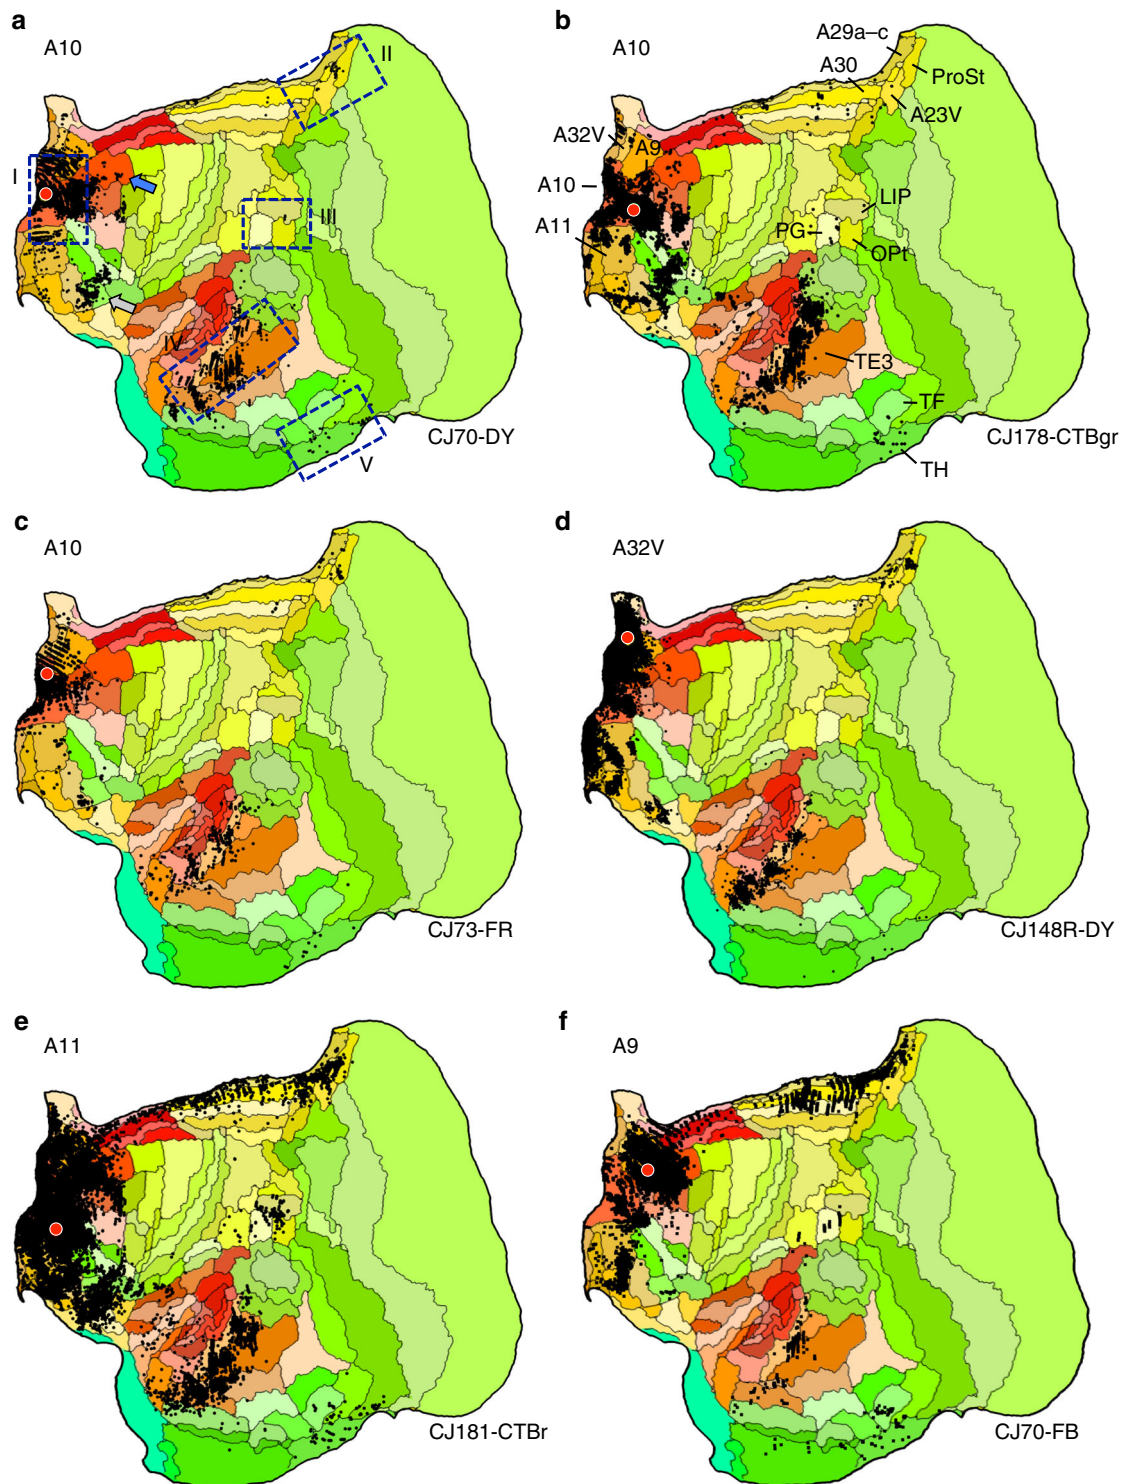 a
A10
II
I
III
IV
V
CJ70-DY
b
A10
A29a–c
A30
ProSt
A23V
A32V
A9
A10
LIP
A11
PG
OPt
TE3
TF
CJ178-CTBgr
TH
c
A10
CJ73-FR
d
A32V
CJ148R-DY
e
A11
CJ181-CTBr
f
A9
CJ70-FB